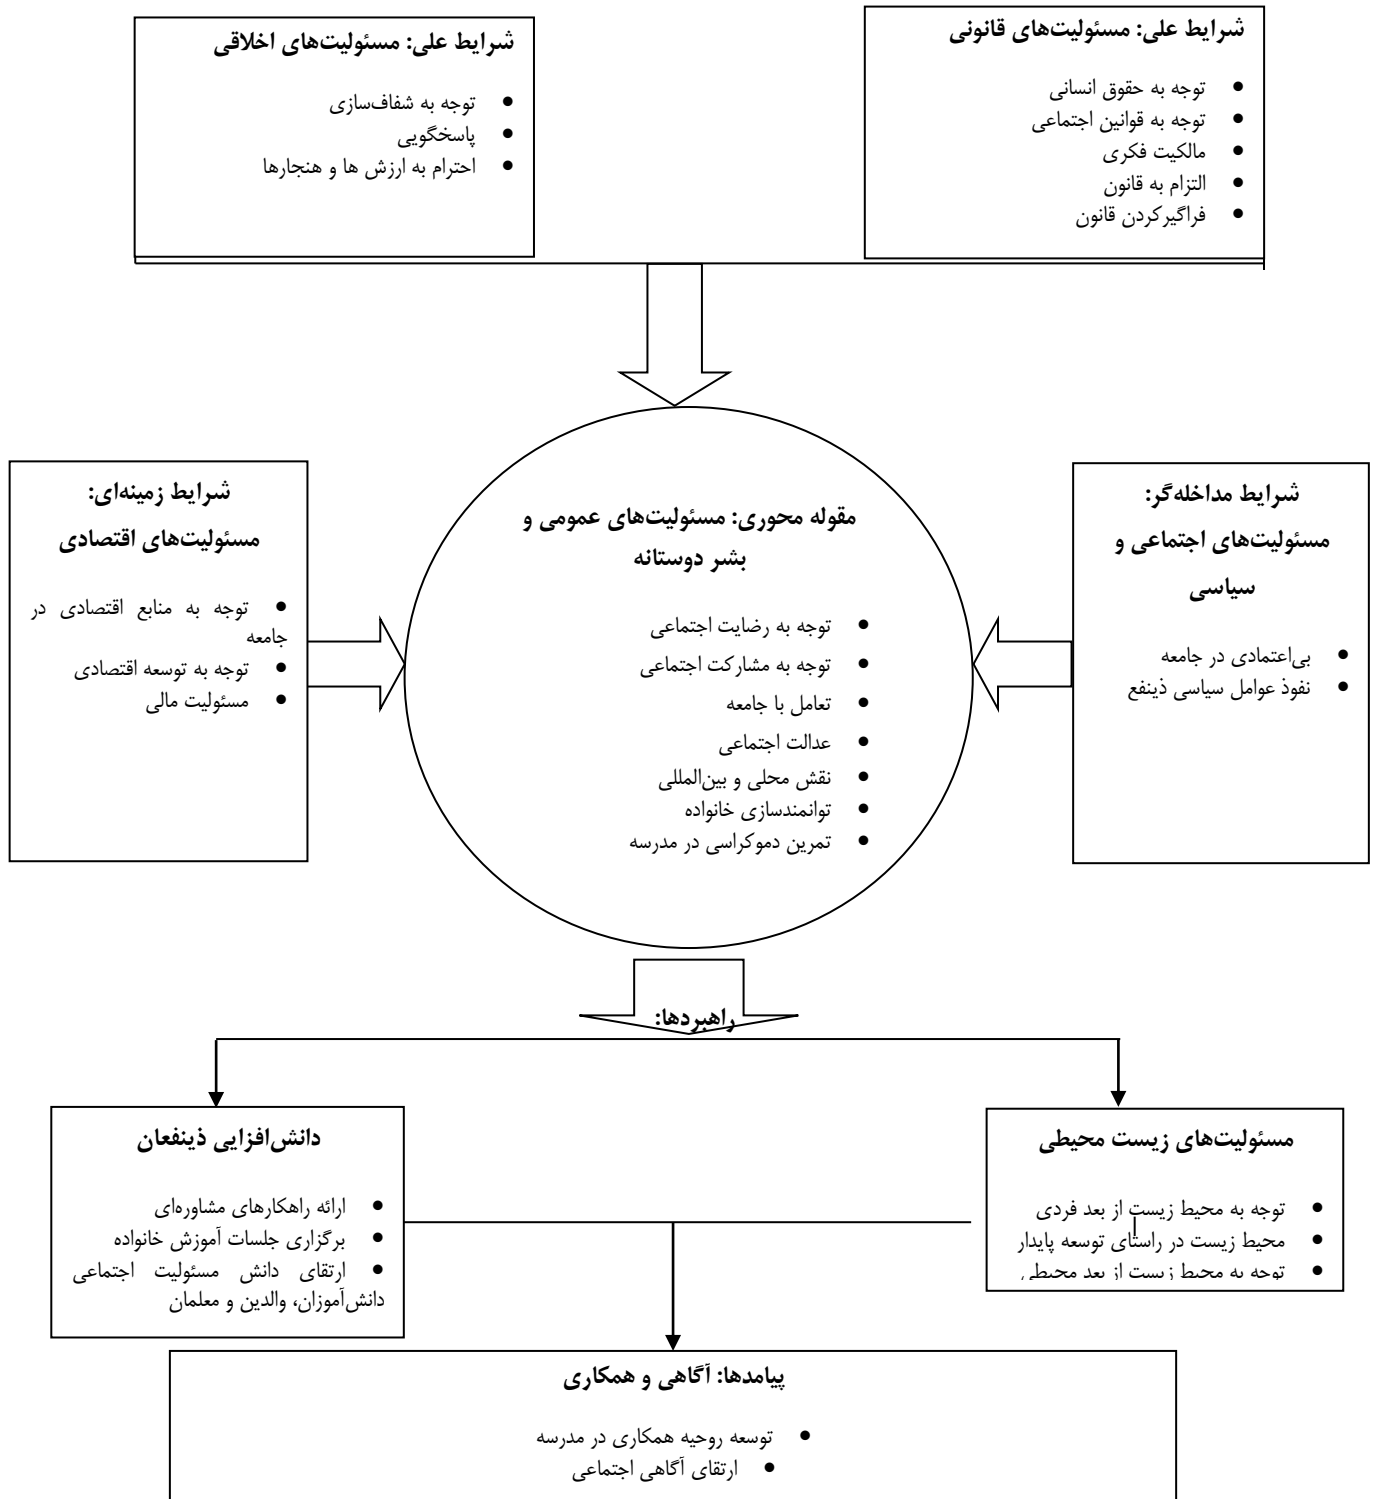 شرایط علی: مسئولیت‌های قانونی
• توجه به حقوق انسانی
• توجه به قوانین اجتماعی
• مالکیت فکری
• التزام به قانون
• فراگیرکردن قانون
شرایط علی: مسئولیت‌های اخلاقی
• توجه به شفاف‌سازی
• پاسخگویی
• احترام به ارزش ها و هنجارها
شرایط مداخله‌گر:
مسئولیت‌های اجتماعی و
سیاسی
• بی‌اعتمادی در جامعه
• نفوذ عوامل سیاسی ذینفع
مقوله محوری: مسئولیت‌های عمومی و
بشر دوستانه
• توجه به رضایت اجتماعی
• توجه به مشارکت اجتماعی
• تعامل با جامعه
• عدالت اجتماعی
• نقش محلی و بین‌المللی
• توانمندسازی خانواده
• تمرین دموکراسی در مدرسه
شرایط زمینه‌ای:
مسئولیت‌های اقتصادی
• توجه به منابع اقتصادی در
جامعه
• توجه به توسعه اقتصادی
• مسئولیت مالی
راهبردها:
مسئولیت‌های زیست محیطی
• توجه به محیط زیست از بعد فردی
• محیط زیست در راستای توسعه پایدار
• توجه به محیط زیست از بعد محیطی
دانش‌افزایی ذینفعان
• ارائه راهکارهای مشاوره‌ای
• برگزاری جلسات آموزش خانواده
• ارتقای دانش مسئولیت اجتماعی
دانش‌آموزان، والدین و معلمان
پیامدها: آگاهی و همکاری
• توسعه روحیه همکاری در مدرسه
• ارتقای آگاهی اجتماعی